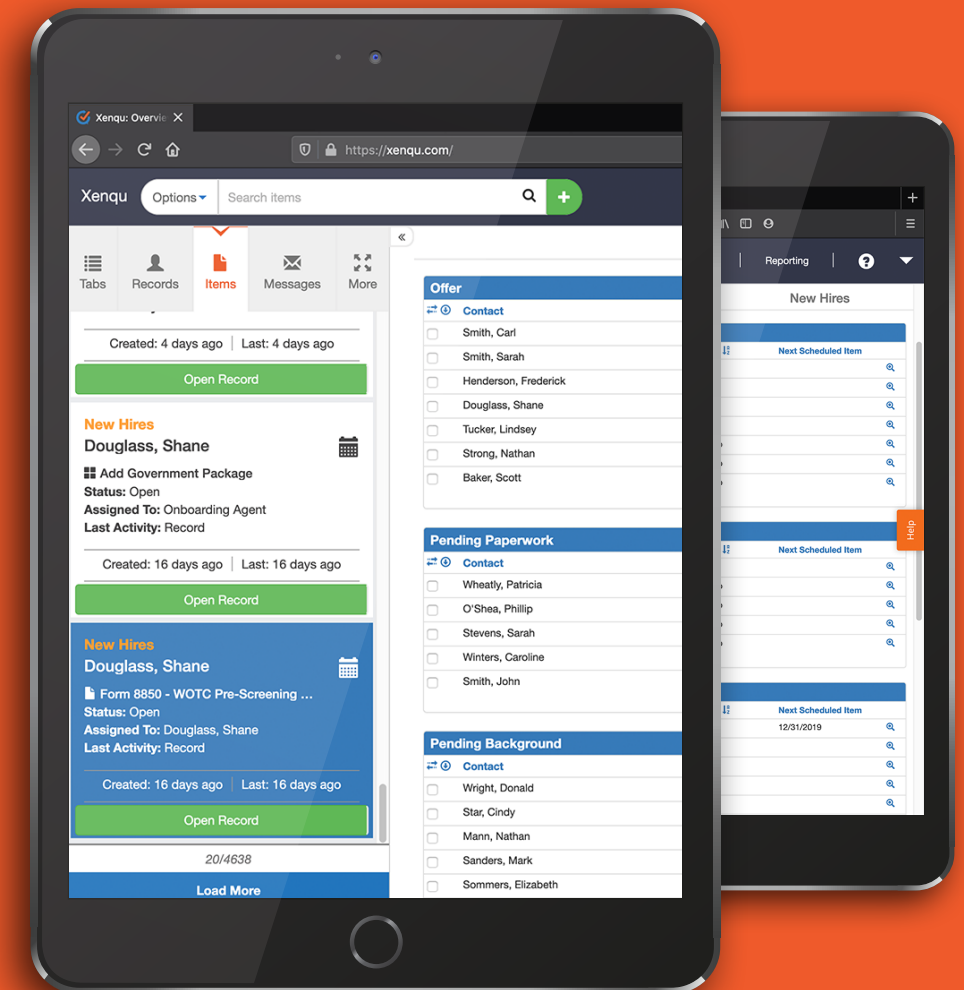 Xenqu: Overvie
https://xenqu.com/
Xenqu
Options
Search items
Tabs
Records
Items
Messages
More
Created: 4 days ago | Last: 4 days ago
Open Record
New Hires
Douglass, Shane
Add Government Package
Status: Open
Assigned To: Onboarding Agent
Last Activity: Record
Created: 16 days ago | Last: 16 days ago
Open Record
New Hires
Douglass, Shane
Form 8850 - WOTC Pre-Screening ...
Status: Open
Assigned To: Douglass, Shane
Last Activity: Record
Created: 16 days ago | Last: 16 days ago
Open Record
20/4638
Load More
Offer
Contact
Smith, Carl
Smith, Sarah
Henderson, Frederick
Douglass, Shane
Tucker, Lindsey
Strong, Nathan
Baker, Scott
Pending Paperwork
Contact
Wheatly, Patricia
O'Shea, Phillip
Stevens, Sarah
Winters, Caroline
Smith, John
Pending Background
Contact
Wright, Donald
Star, Cindy
Mann, Nathan
Sanders, Mark
Sommers, Elizabeth
Reporting
New Hires
Next Scheduled Item
Help
Next Scheduled Item
Next Scheduled Item
12/31/2019